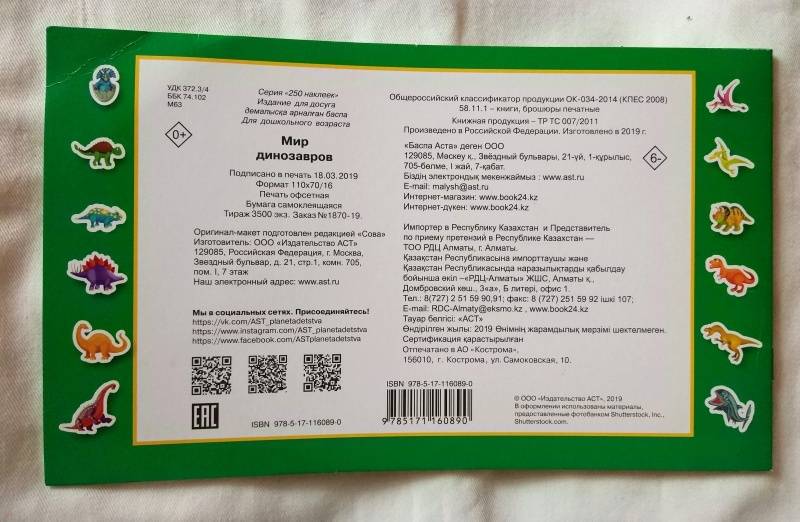 УДК 372.3/4
ББК 74.102
М63
0+
Серия «250 наклеек»
Издание для досуга
демалысқа арналған баспа
Для дошкольного возраста
Мир
динозавров
Подписано в печать 18.03.2019
Формат 110х70/16
Печать офсетная
Бумага самоклеящаяся
Тираж 3500 экз. Заказ №1870-19.
Оригинал-макет подготовлен редакцией «Сова»
Изготовитель: ООО «Издательство АСТ»
129085, Российская Федерация, г. Москва,
Звездный бульвар, д. 21, стр.1, комн. 705,
пом. I, 7 этаж
Наш электронный адрес: www.ast.ru
Мы в социальных сетях. Присоединяйтесь!
https://vk.com/AST_planetadetstva
https://www.instagram.com/AST_planetadetstva
https://www.facebook.com/AST_planetadetstva
EAC
ISBN 978-5-17-116089-0
Общероссийский классификатор продукции ОК-034-2014 (КПЕС 2008)
58.11.1 – книги, брошюры печатные
Книжная продукция – ТР ТС 007/2011
Произведено в Российской Федерации. Изготовлено в 2019 г.
«Баспа Аста» деген ООО
129085, Мәскеу қ., Звёздный бульвары, 21-үй, 1-құрылыс,
705-бөлме, I жай, 7-қабат.
Біздің электрондық мекенжаймыз : www.ast.ru
E-mail: malysh@ast.ru
Интернет-магазин: www.book24.kz
Интернет-дүкен: www.book24.kz
6-
Импортер в Республику Казахстан и Представитель
по приему претензий в Республике Казахстан —
ТОО РДЦ Алматы, г. Алматы.
Қазақстан Республикасына импорттаушы және
Қазақстан Республикасында наразылықтарды қабылдау
бойынша өкіл –«РДЦ-Алматы» ЖШС, Алматы қ.,
Домбровский көш., 3«а», Б литері, офис 1.
Тел.: 8(727) 2 51 59 90,91; факс: 8 (727) 251 59 92 ішкі 107;
E-mail: RDC-Almaty@eksmo.kz , www.book24.kz
Тауар белгісі: «АСТ»
Өндірілген жылы: 2019 Өнімнің жарамдылық мерзімі шектелмеген.
Сертификация қарастырылған
Отпечатано в АО «Кострома».
156010, г. Кострома, ул. Самоковская, 10.
ISBN 978-5-17-116089-0
9 785171 160890
© ООО «Издательство АСТ», 2019
В оформлении использованы материалы,
предоставленные фотобанком Shutterstock, Inc.,
Shutterstock.com.